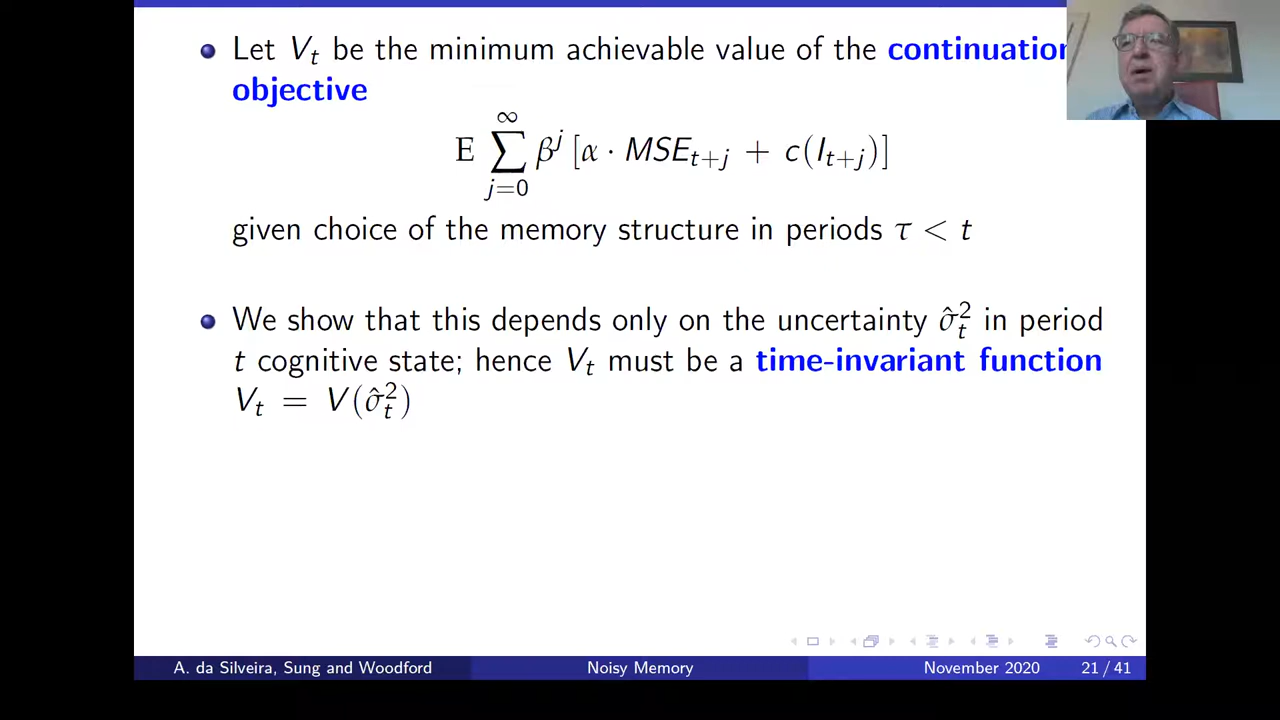 Let V_t be the minimum achievable value of the continuation
objective
E ∑_{j=0}^{∞} β^j [α · MSE_{t+j} + c(I_{t+j})]
given choice of the memory structure in periods τ < t
We show that this depends only on the uncertainty σ̂_t^2 in period
t cognitive state; hence V_t must be a time-invariant function
V_t = V(σ̂_t^2)
A. da Silveira, Sung and Woodford Noisy Memory November 2020 21 / 41